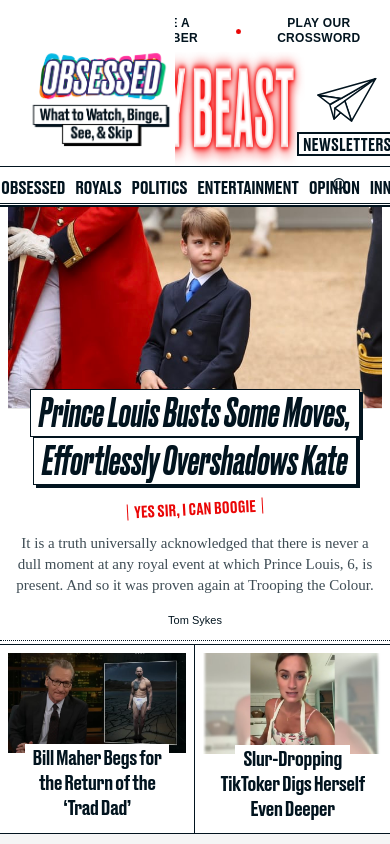 PLAY OUR
CROSSWORD
OBSESSED
What to Watch, Binge,
See, & Skip
BEAST
NEWSLETTERS
OBSESSED ROYALS POLITICS ENTERTAINMENT OPINION INN
Prince Louis Busts Some Moves,
Effortlessly Overshadows Kate
YES SIR, I CAN BOOGIE
It is a truth universally acknowledged that there is never a
dull moment at any royal event at which Prince Louis, 6, is
present. And so it was proven again at Trooping the Colour.
Tom Sykes
Bill Maher Begs for
the Return of the
‘Trad Dad’
Slur-Dropping
TikToker Digs Herself
Even Deeper